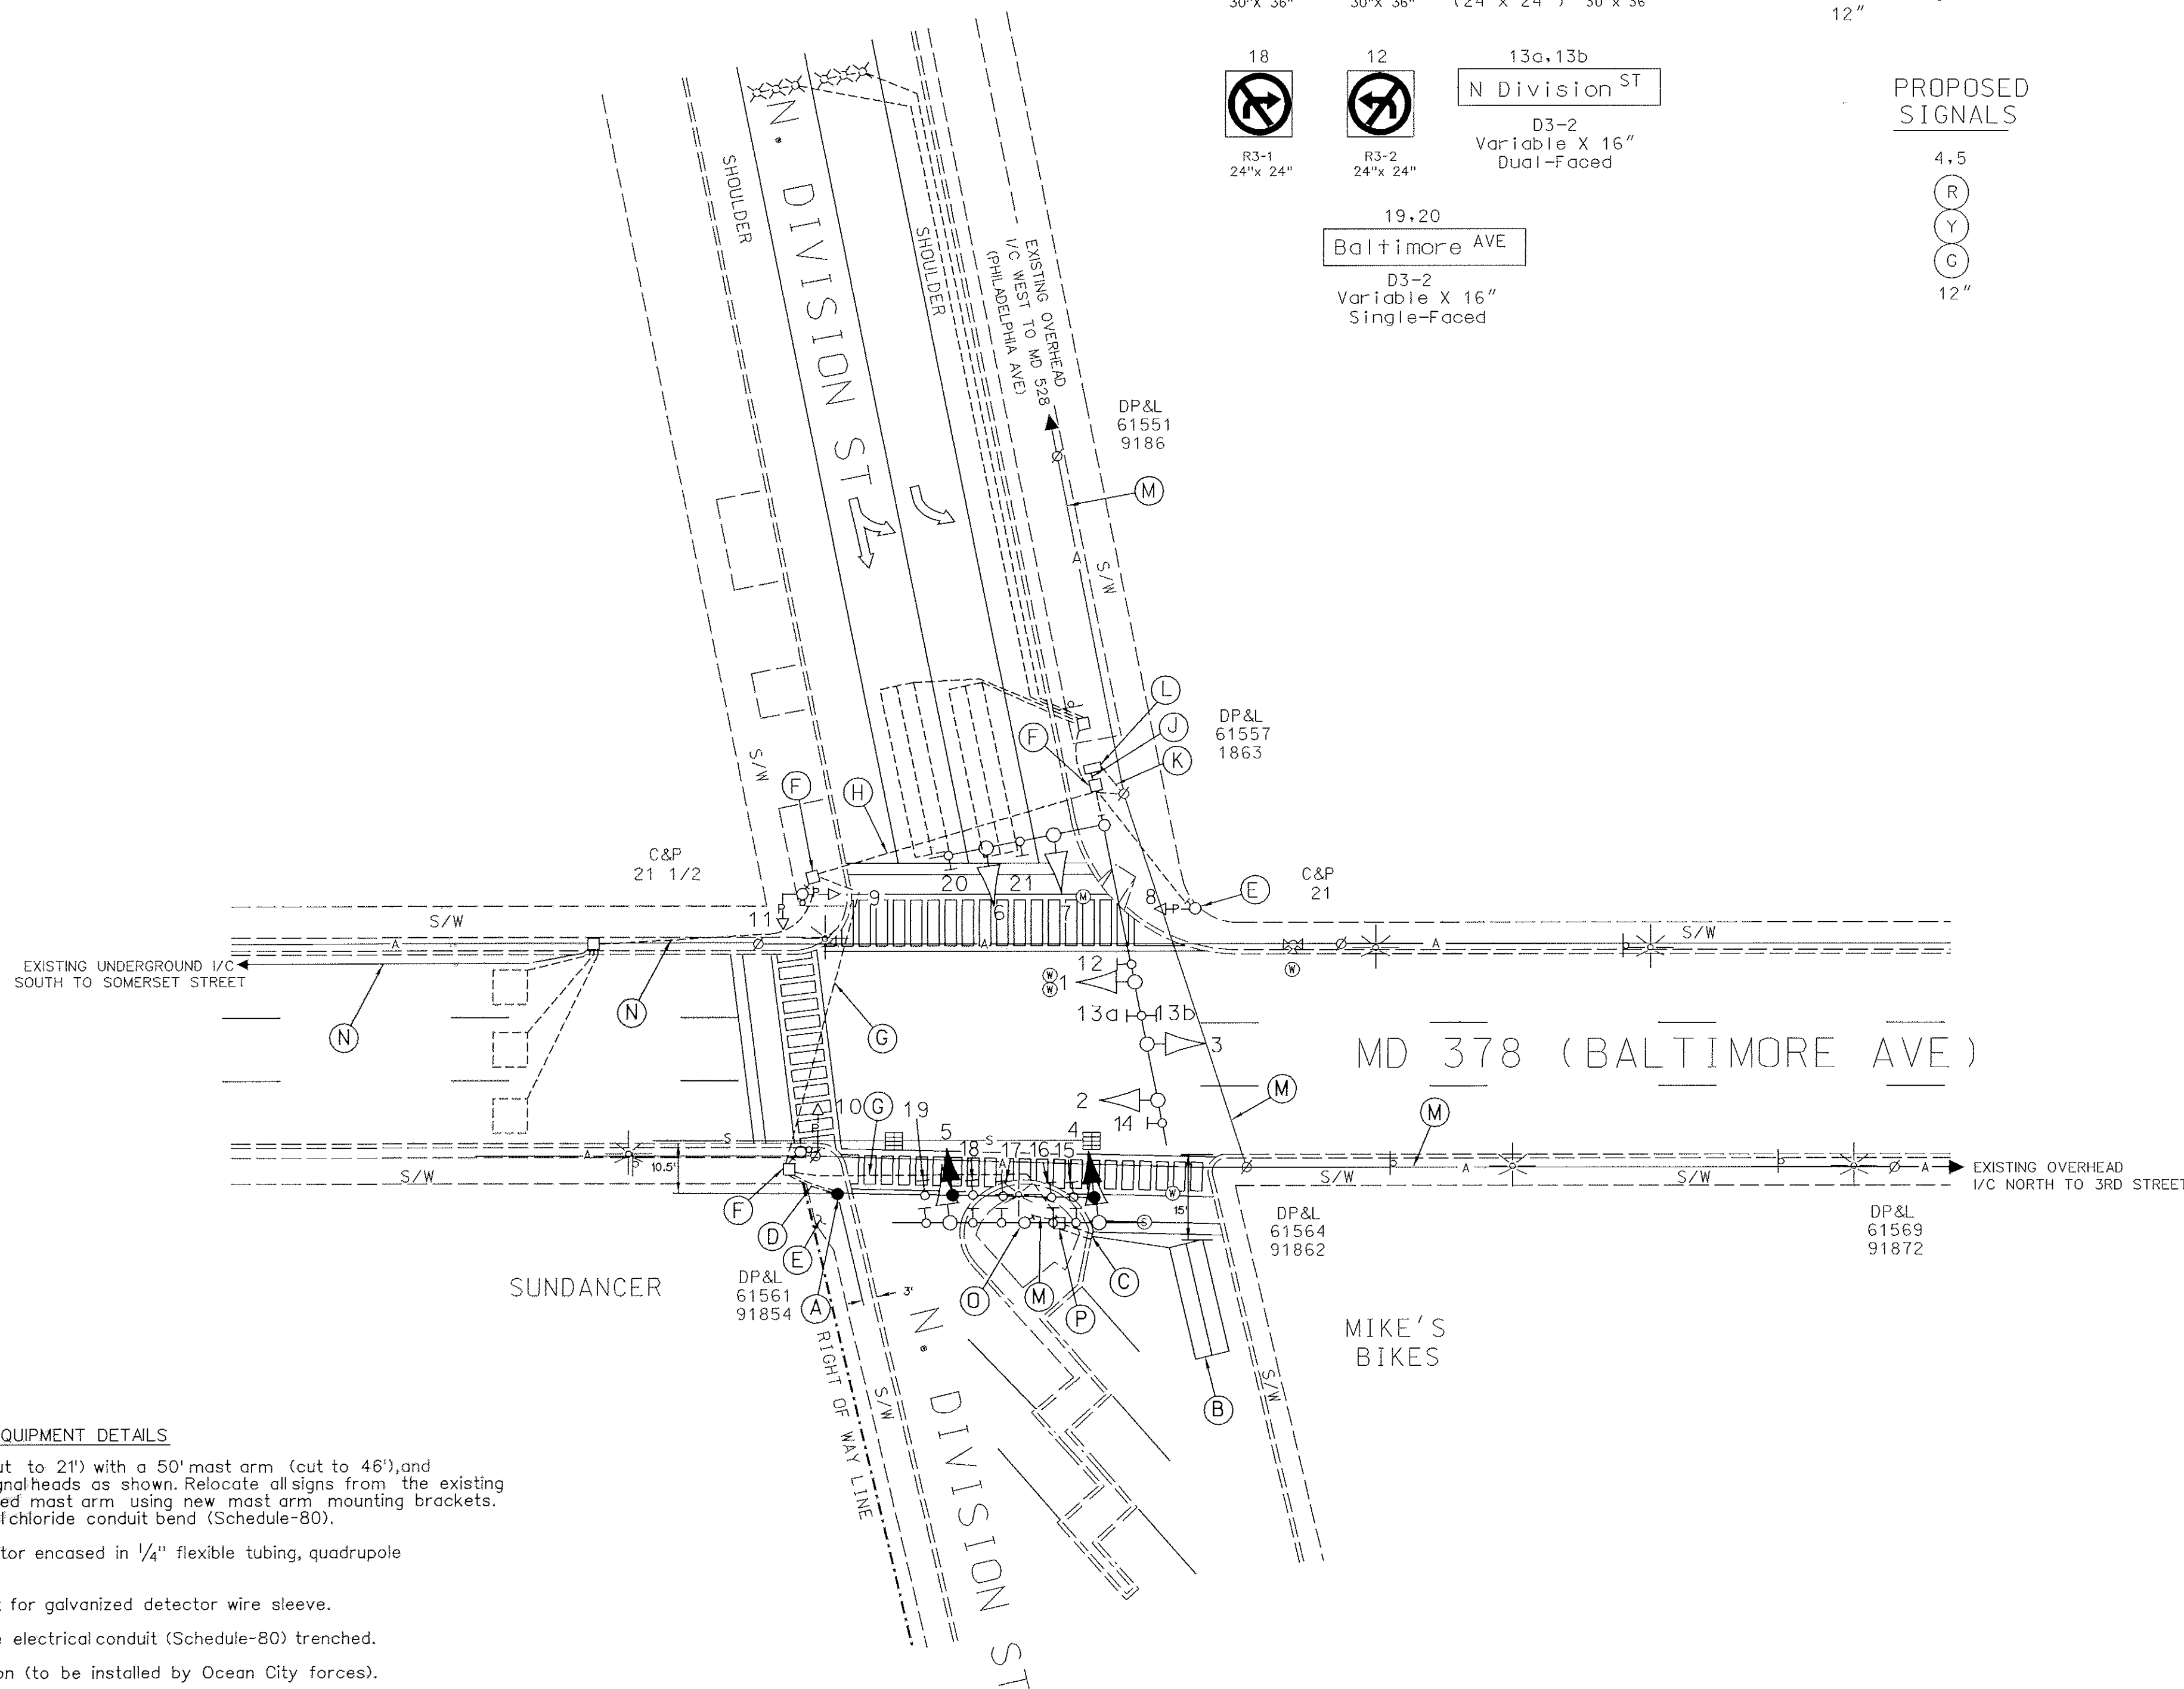 30"X 36"
30"X 36"
(24"X 24")
30"x 36"
12"
18
12
13a,13b
N Division ST
R3-1
24"x 24"
R3-2
24"x 24"
D3-2
Variable X 16"
Dual-Faced
19,20
Baltimore AVE
D3-2
Variable X 16"
Single-Faced
PROPOSED
SIGNALS
4,5
R
Y
G
12"
N. DIVISION ST
SHOULDER
SHOULDER
EXISTING OVERHEAD
I/C WEST TO MD 528
(PHILADELPHIA AVE)
DP&L
61551
9186
M
A
S/W
S/W
L
J
K
F
DP&L
61557
1863
F
H
C&P
21 1/2
C&P
21
E
20
21
6
7
M
8
P
9
P
11
P
S/W
A
A
A
S/W
W
EXISTING UNDERGROUND I/C
SOUTH TO SOMERSET STREET
N
N
G
12
W
W
1
13a
13b
3
2
14
MD 378 (BALTIMORE AVE)
M
M
10
G
19
5
4
18
17
16
15
P
S
S
A
A
10.5'
S/W
W
15'
S
S/W
A
S/W
A
EXISTING OVERHEAD
I/C NORTH TO 3RD STREET
F
D
E
A
O
M
P
C
B
3'
DP&L
61561
91854
DP&L
61564
91862
DP&L
61569
91872
SUNDANCER
MIKE'S
BIKES
RIGHT OF WAY LINE
S/W
N. DIVISION ST
S/W
QUIPMENT DETAILS
ut to 21') with a 50' mast arm (cut to 46'),and
gnal heads as shown. Relocate all signs from the existing
ed mast arm using new mast arm mounting brackets.
l chloride conduit bend (Schedule-80).
tor encased in 1/4" flexible tubing, quadrupole
for galvanized detector wire sleeve.
e electrical conduit (Schedule-80) trenched.
on (to be installed by Ocean City forces).